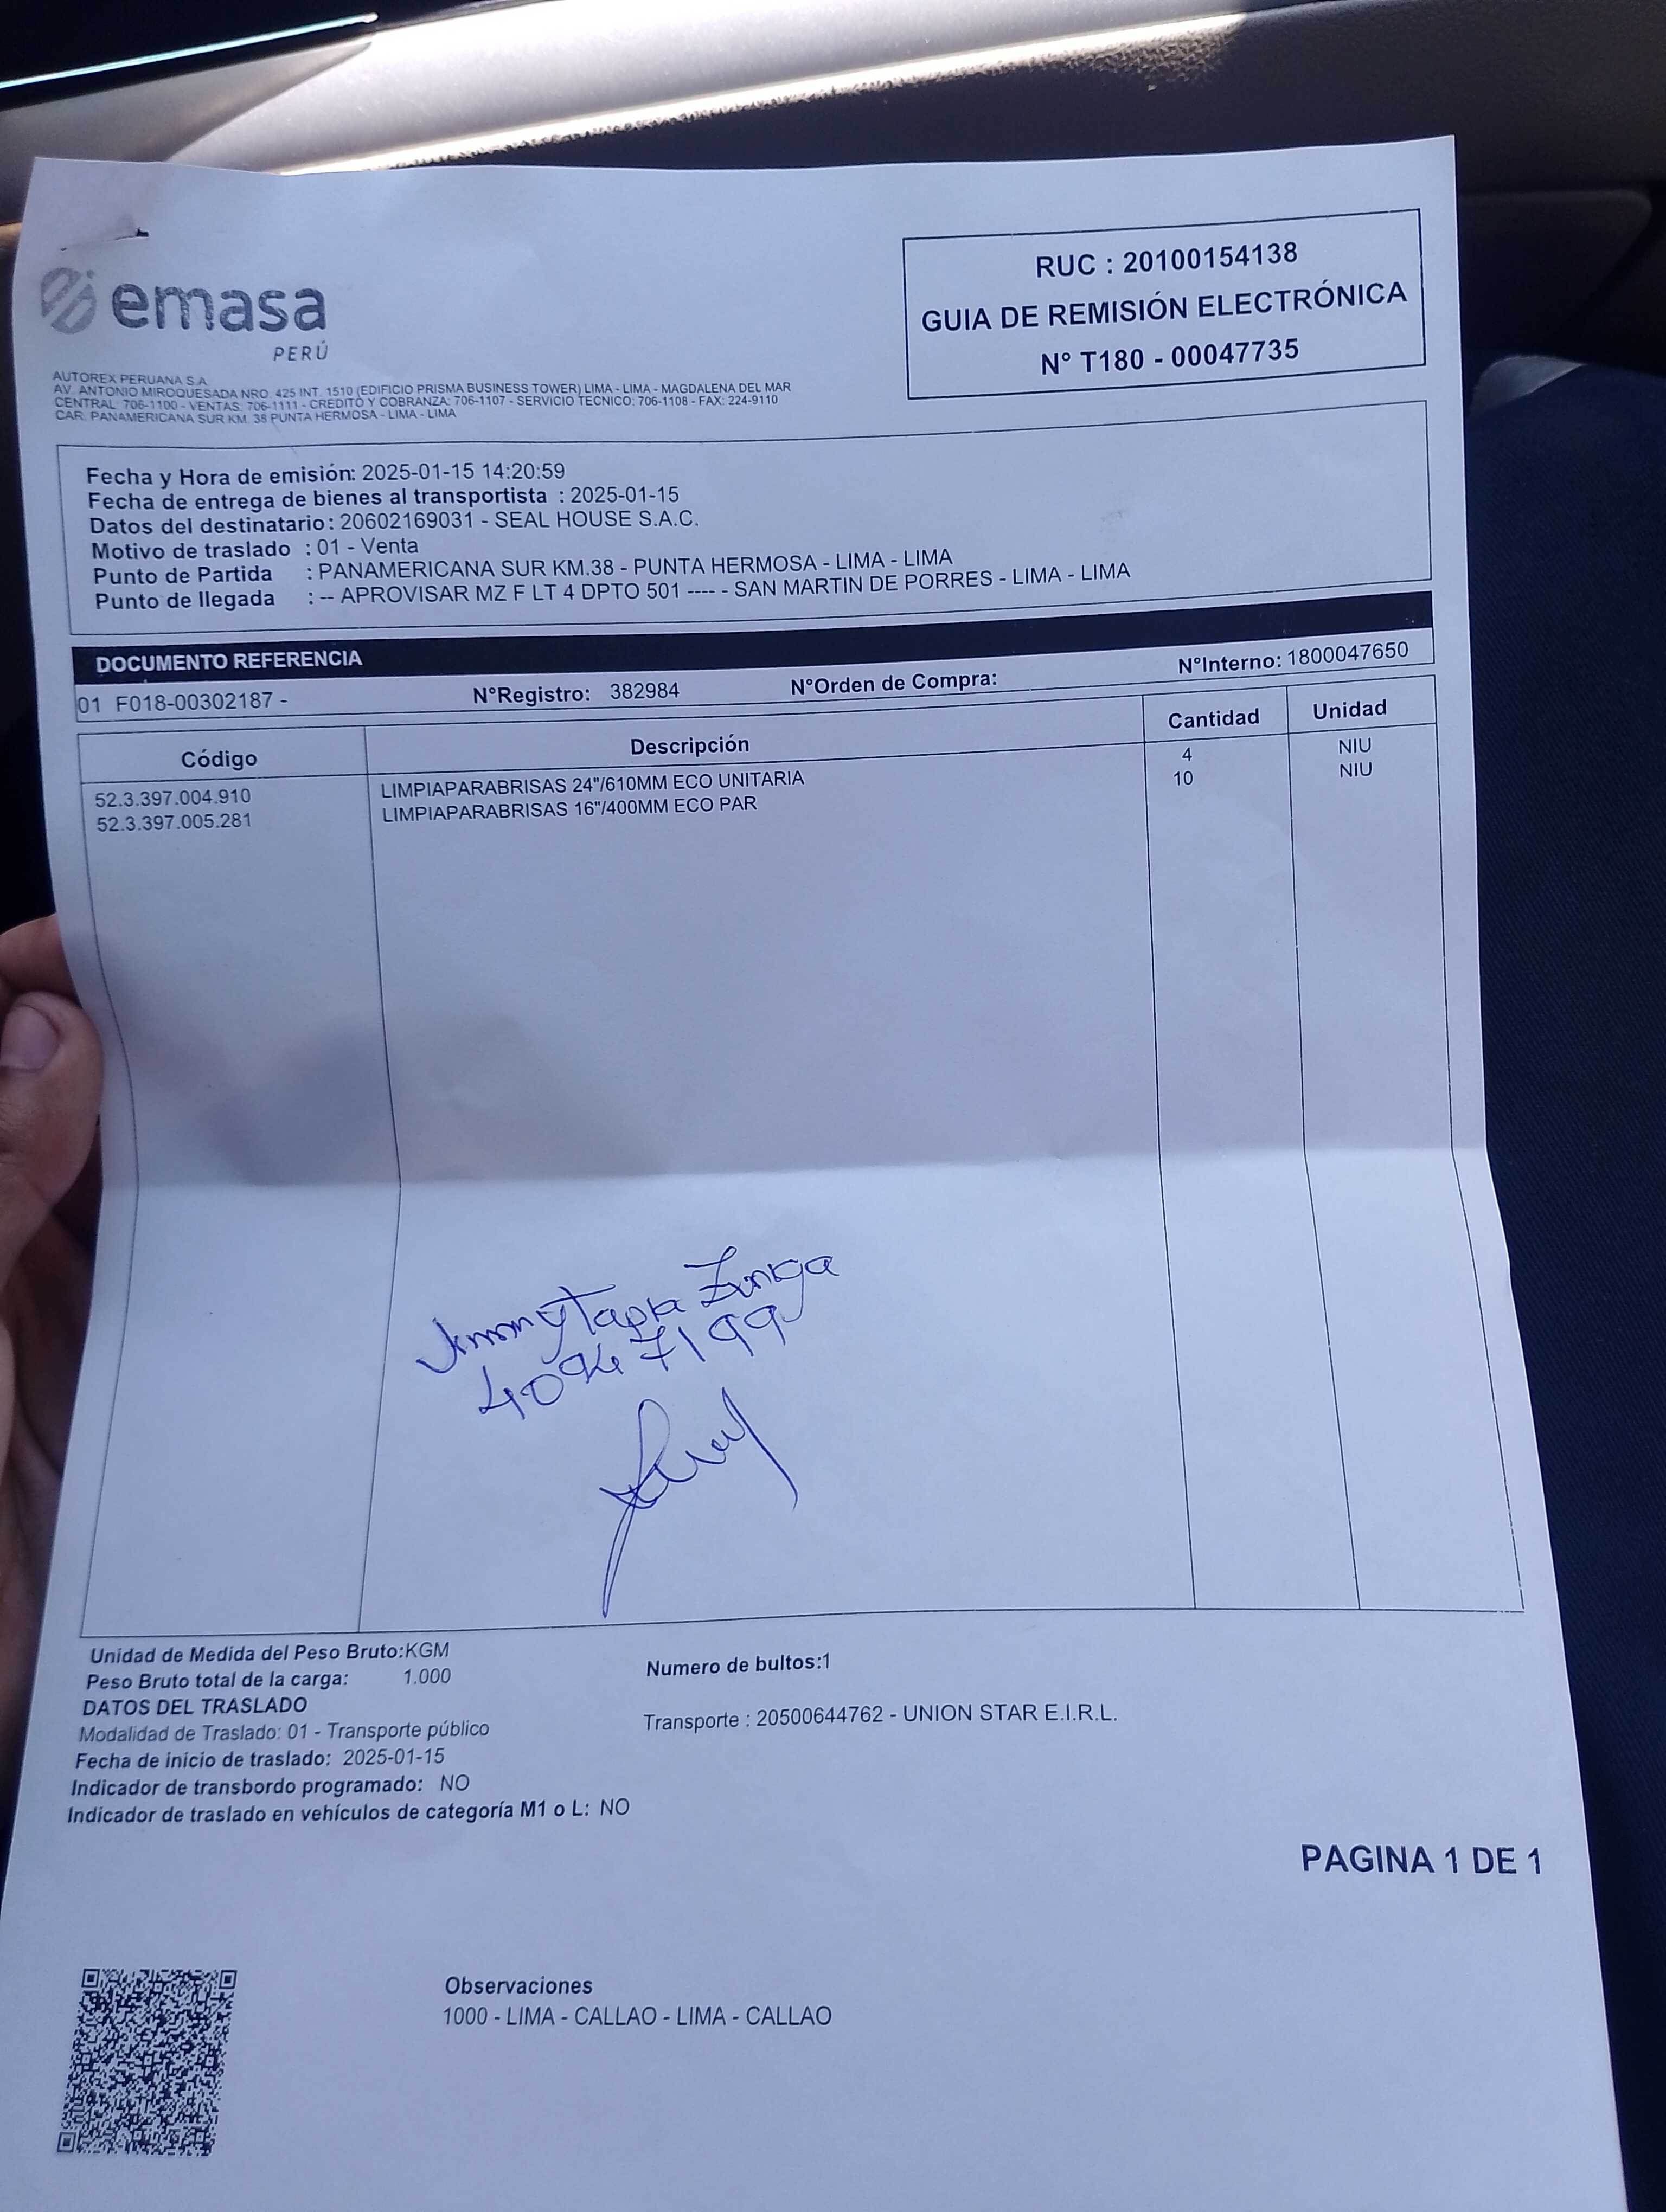 emasa
PERÚ
RUC : 20100154138
GUIA DE REMISIÓN ELECTRÓNICA
N° T180 - 00047735
AUTOREX PERUANA S.A
AV. ANTONIO MIROQUESADA NRO. 425 INT. 1510 (EDIFICIO PRISMA BUSINESS TOWER) LIMA - LIMA - MAGDALENA DEL MAR
CENTRAL: 706-1100 - VENTAS: 706-1111 - CREDITO Y COBRANZA: 706-1107 - SERVICIO TECNICO: 706-1108 - FAX: 224-9110
CAR. PANAMERICANA SUR KM. 38 PUNTA HERMOSA - LIMA - LIMA
Fecha y Hora de emisión: 2025-01-15 14:20:59
Fecha de entrega de bienes al transportista : 2025-01-15
Datos del destinatario: 20602169031 - SEAL HOUSE S.A.C.
Motivo de traslado : 01 - Venta
Punto de Partida : PANAMERICANA SUR KM.38 - PUNTA HERMOSA - LIMA - LIMA
Punto de llegada : -- APROVISAR MZ F LT 4 DPTO 501 ---- - SAN MARTIN DE PORRES - LIMA - LIMA
DOCUMENTO REFERENCIA
01 F018-00302187 - N°Registro: 382984 N°Orden de Compra: N°Interno: 1800047650
Código Descripción Cantidad Unidad
52.3.397.004.910 LIMPIAPARABRISAS 24"/610MM ECO UNITARIA 4 NIU
52.3.397.005.281 LIMPIAPARABRISAS 16"/400MM ECO PAR 10 NIU
Jimmy Tapia
Unidad de Medida del Peso Bruto:KGM
Peso Bruto total de la carga: 1.000 Numero de bultos:1
DATOS DEL TRASLADO
Modalidad de Traslado: 01 - Transporte público Transporte : 20500644762 - UNION STAR E.I.R.L.
Fecha de inicio de traslado: 2025-01-15
Indicador de transbordo programado: NO
Indicador de traslado en vehículos de categoría M1 o L: NO
PAGINA 1 DE 1
Observaciones
1000 - LIMA - CALLAO - LIMA - CALLAO